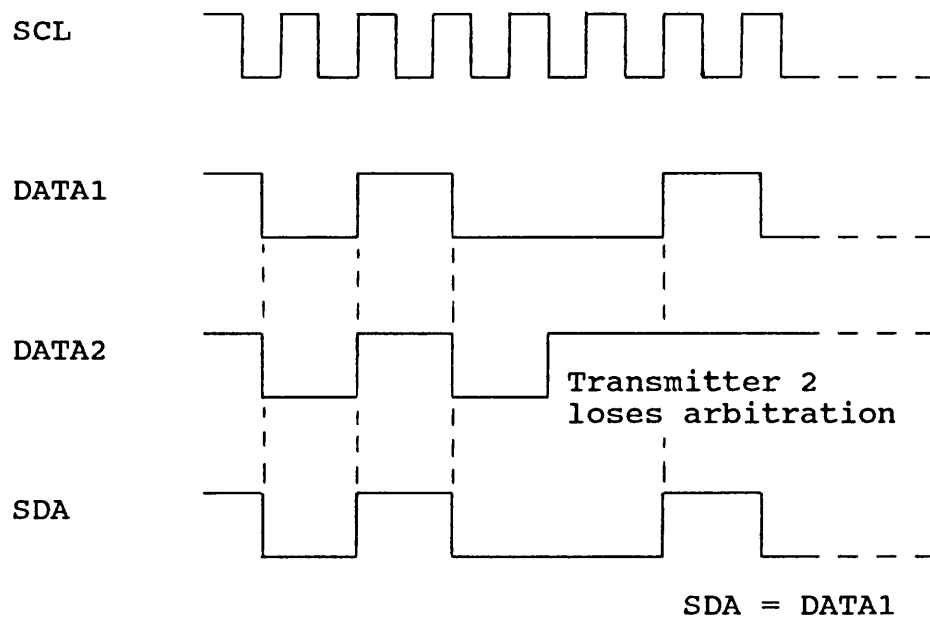 SCL
DATA1
DATA2
Transmitter 2
loses arbitration
SDA
SDA = DATA1